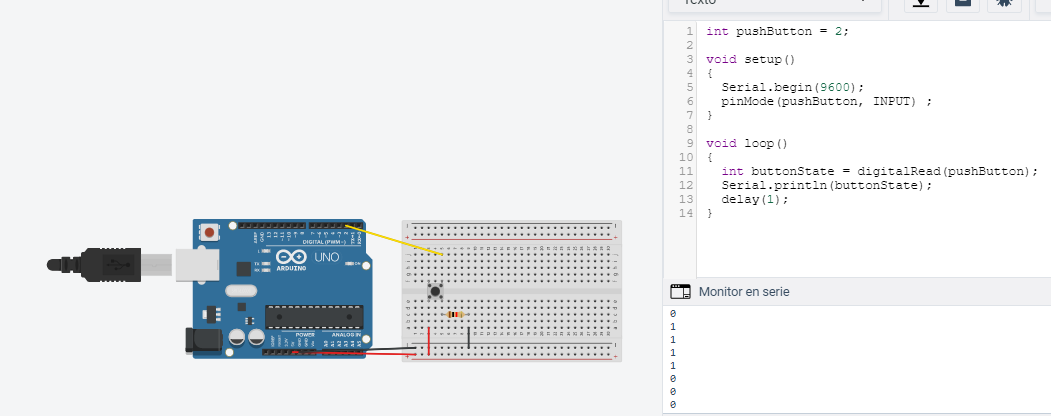 Texto
1 int pushButton = 2;
2
3 void setup()
4 {
5 Serial.begin(9600);
6 pinMode(pushButton, INPUT) ;
7 }
8
9 void loop()
10 {
11 int buttonState = digitalRead(pushButton);
12 Serial.println(buttonState);
13 delay(1);
14 }
DIGITAL (PWM~)
UNO
ARDUINO
POWER
ANALOG IN
Monitor en serie
0
1
1
1
1
0
0
0